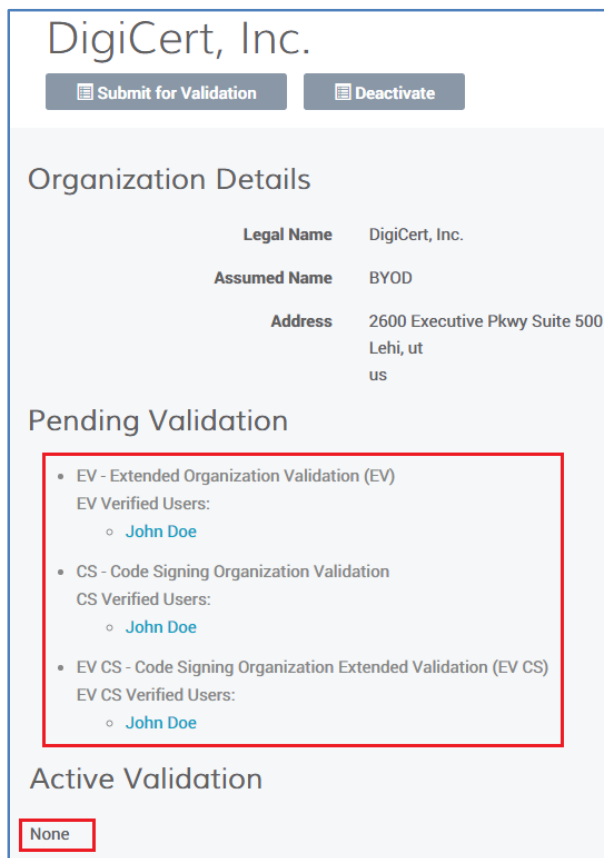 DigiCert, Inc.
Submit for Validation Deactivate
Organization Details
Legal Name DigiCert, Inc.
Assumed Name BYOD
Address 2600 Executive Pkwy Suite 500
Lehi, ut
us
Pending Validation
• EV - Extended Organization Validation (EV)
EV Verified Users:
◦ John Doe
• CS - Code Signing Organization Validation
CS Verified Users:
◦ John Doe
• EV CS - Code Signing Organization Extended Validation (EV CS)
EV CS Verified Users:
◦ John Doe
Active Validation
None